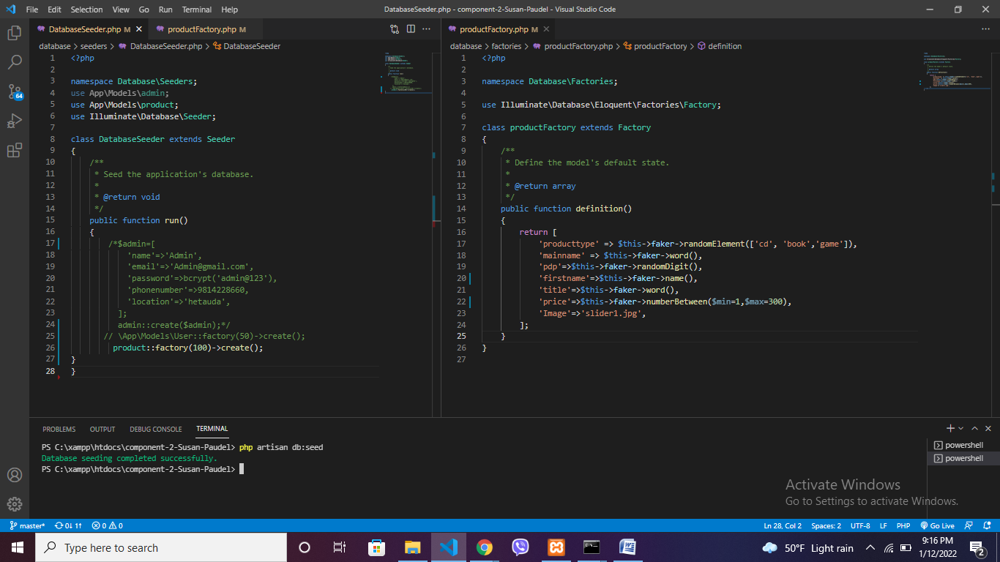 File Edit Selection View Go Run Terminal Help
DatabaseSeeder.php - component-2-Susan-Paudel - Visual Studio Code
DatabaseSeeder.php M
productFactory.php M
database > seeders > DatabaseSeeder.php > DatabaseSeeder
1 <?php
2
3 namespace Database\Seeders;
4 use App\Models\admin;
5 use App\Models\product;
6 use Illuminate\Database\Seeder;
7
8 class DatabaseSeeder extends Seeder
9 {
10 /**
11 * Seed the application's database.
12 *
13 * @return void
14 */
15 public function run()
16 {
17 /*$admin=[
18 'name'=>'Admin',
19 'email'=>'Admin@gmail.com',
20 'password'=>bcrypt('admin@123'),
21 'phonenumber'=>9814228660,
22 'location'=>'hetauda',
23 ];
24 admin::create($admin);*/
25 // \App\Models\User::factory(50)->create();
26 product::factory(100)->create();
27 }
28 }
productFactory.php M
database > factories > productFactory.php > productFactory > definition
1 <?php
2
3 namespace Database\Factories;
4
5 use Illuminate\Database\Eloquent\Factories\Factory;
6
7 class productFactory extends Factory
8 {
9 /**
10 * Define the model's default state.
11 *
12 * @return array
13 */
14 public function definition()
15 {
16 return [
17 'producttype' => $this->faker->randomElement(['cd', 'book','game']),
18 'mainname' => $this->faker->word(),
19 'pdp'=>$this->faker->randomDigit(),
20 'firstname'=>$this->faker->name(),
21 'title'=>$this->faker->word(),
22 'price'=>$this->faker->numberBetween($min=1,$max=300),
23 'Image'=>'slider1.jpg',
24 ];
25 }
26 }
27
64
PROBLEMS OUTPUT DEBUG CONSOLE TERMINAL
PS C:\xampp\htdocs\component-2-Susan-Paudel> php artisan db:seed
Database seeding completed successfully.
PS C:\xampp\htdocs\component-2-Susan-Paudel>
powershell
powershell
Activate Windows
Go to Settings to activate Windows.
master* 0↓ 1↑ 0 0
Ln 28, Col 2 Spaces: 2 UTF-8 LF PHP Go Live
Type here to search
50°F Light rain
9:16 PM
1/12/2022
2